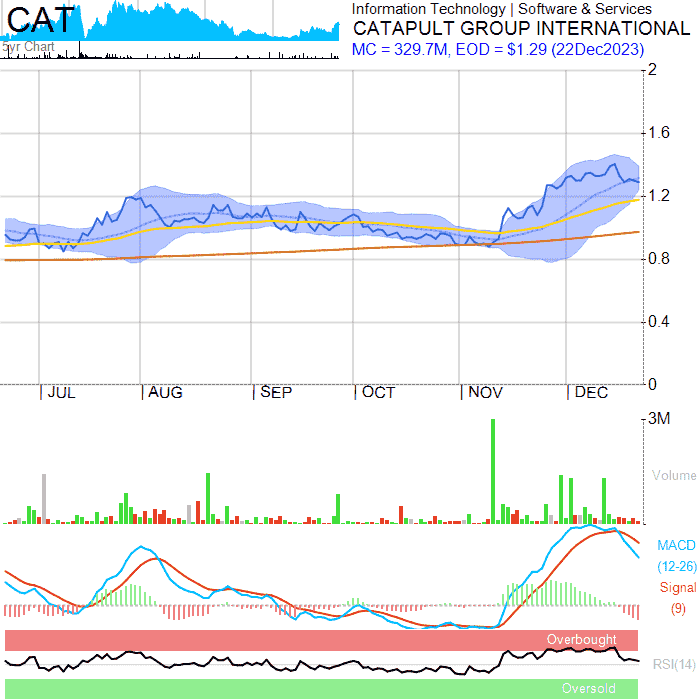 CAT
5yr Chart
Information Technology | Software & Services
CATAPULT GROUP INTERNATIONAL
MC = 329.7M, EOD = $1.29 (22Dec2023)
2
1.6
1.2
0.8
0.4
0
| JUL | AUG | SEP | OCT | NOV | DEC
3M
Volume
MACD
(12-26)
Signal
(9)
Overbought
RSI(14)
Oversold